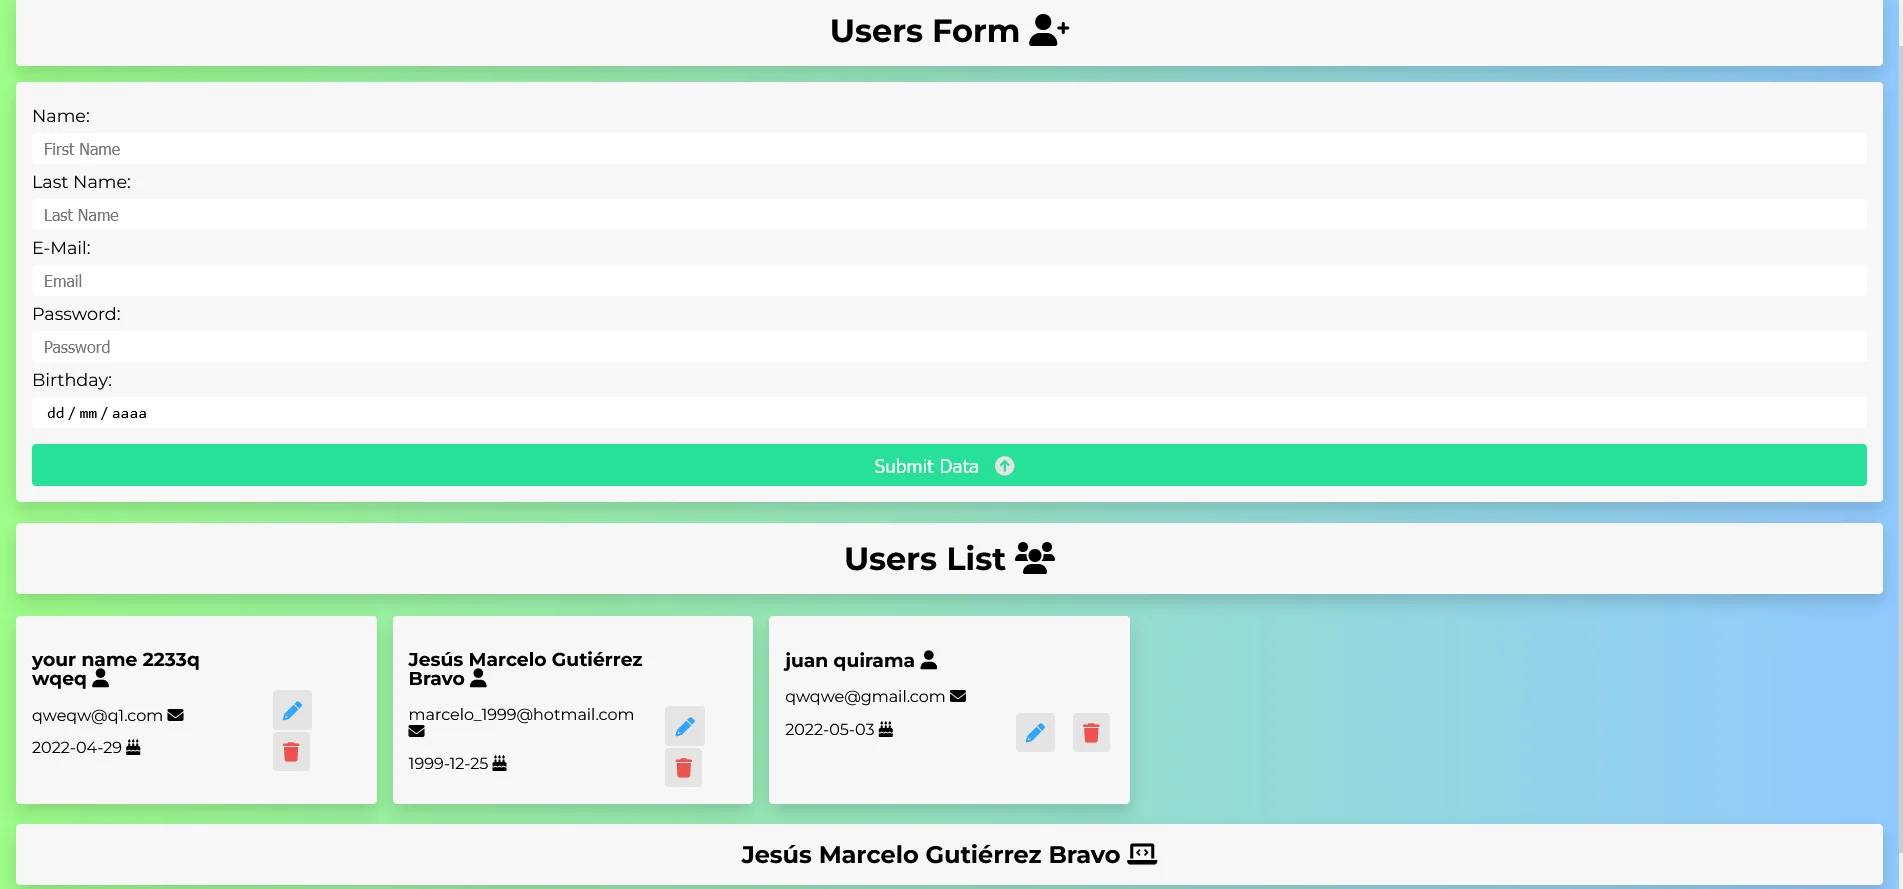 Users Form
Name:
First Name
Last Name:
Last Name
E-Mail:
Email
Password:
Password
Birthday:
dd / mm / aaaa
Submit Data
Users List
your name 2233q
wqeq
qweqw@q1.com
2022-04-29
Jesús Marcelo Gutiérrez
Bravo
marcelo_1999@hotmail.com
1999-12-25
juan quirama
qwqwe@gmail.com
2022-05-03
Jesús Marcelo Gutiérrez Bravo